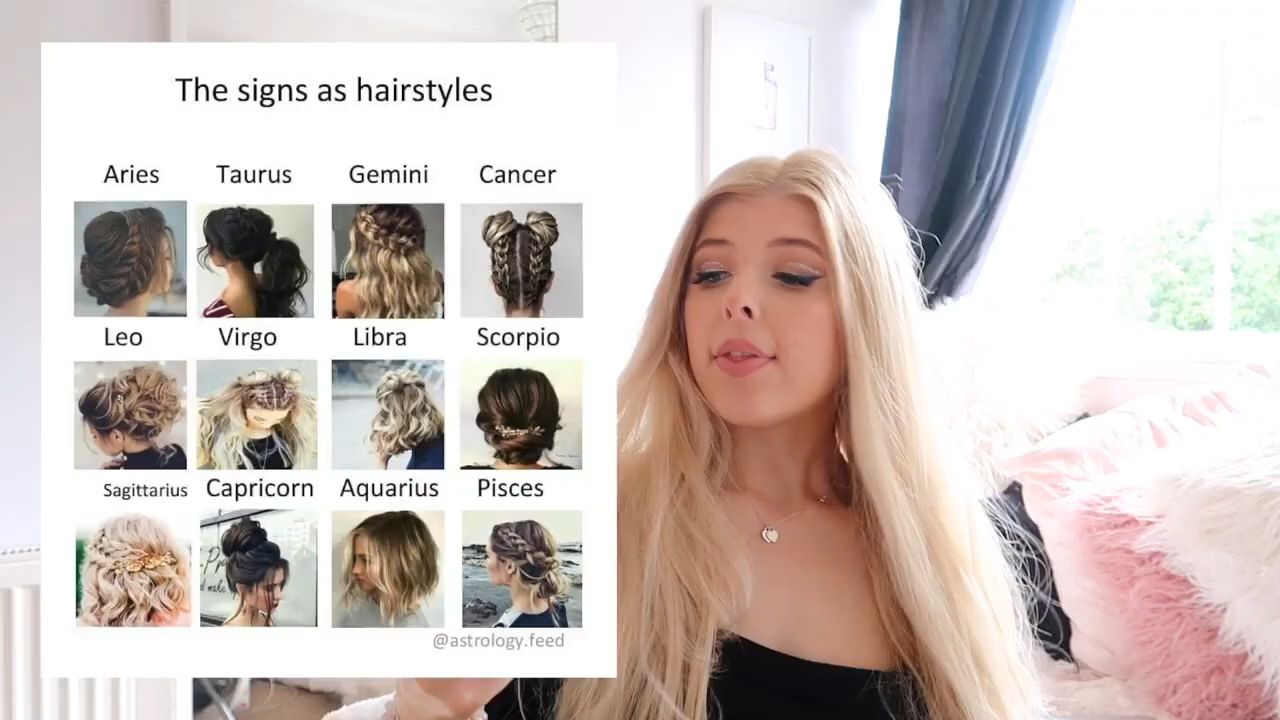 The signs as hairstyles
Aries Taurus Gemini Cancer
Leo Virgo Libra Scorpio
Sagittarius Capricorn Aquarius Pisces
@astrology.feed